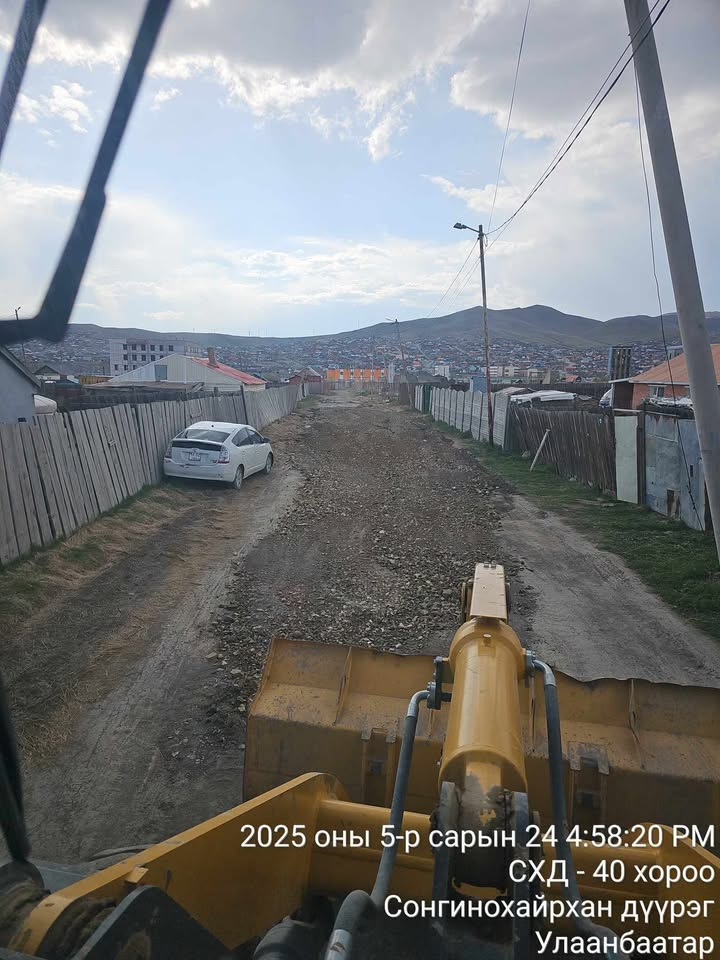 2025 оны 5-р сарын 24 4:58:20 PM
СХД - 40 хороо
Сонгинохайрхан дүүрэг
Улаанбаатар